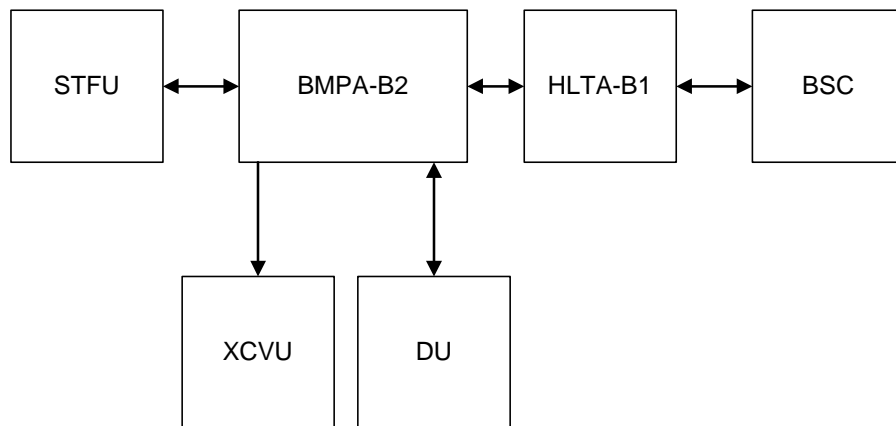 STFU
BMPA-B2
HLTA-B1
BSC
XCVU
DU